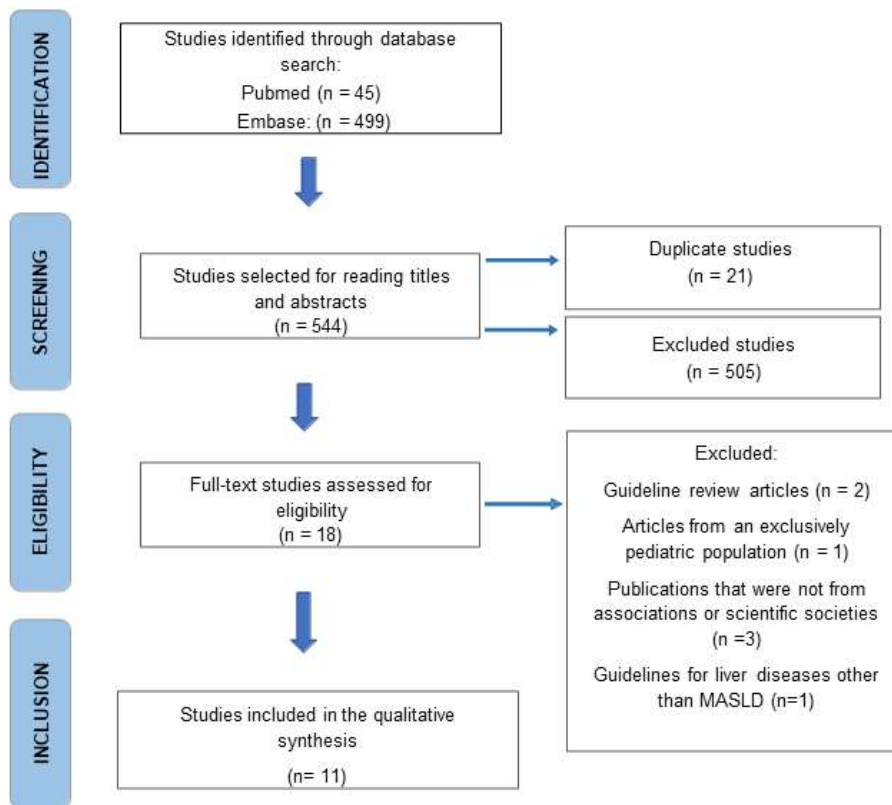 IDENTIFICATION
Studies identified through database
search:
Pubmed (n = 45)
Embase: (n = 499)
SCREENING
Studies selected for reading titles
and abstracts
(n = 544)
Duplicate studies
(n = 21)
Excluded studies
(n = 505)
ELIGIBILITY
Full-text studies assessed for
eligibility
(n = 18)
Excluded:
Guideline review articles (n = 2)
Articles from an exclusively
pediatric population (n = 1)
Publications that were not from
associations or scientific societies
(n =3)
Guidelines for liver diseases other
than MASLD (n=1)
INCLUSION
Studies included in the qualitative
synthesis
(n= 11)